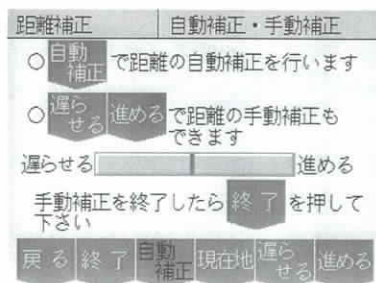 距離補正 自動補正・手動補正
○ 自動補正 で距離の自動補正を行います
○ 遅らせる 進める で距離の手動補正も
できます
遅らせる 進める
手動補正を終了したら 終了 を押して
下さい
戻る 終了 自動補正 現在地 遅らせる 進める